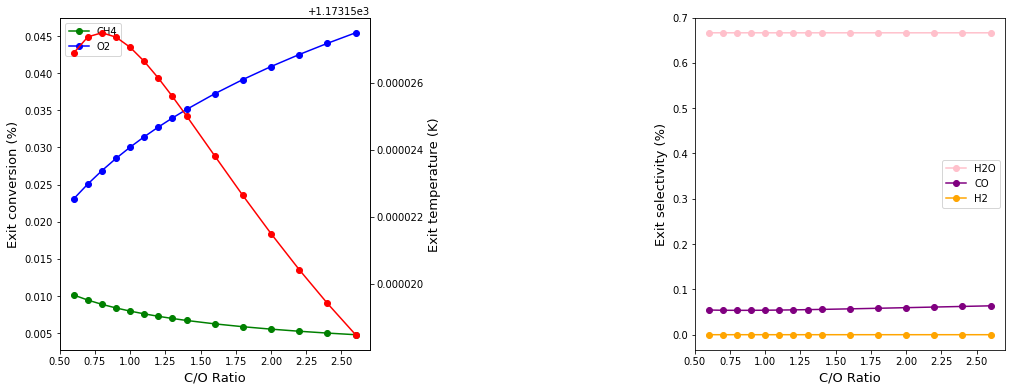 +1.17315e3
CH4
O2
0.045
0.040
0.035
0.030
0.025
0.020
0.015
0.010
0.005
Exit conversion (%)
0.50 0.75 1.00 1.25 1.50 1.75 2.00 2.25 2.50
C/O Ratio
0.000026
0.000024
0.000022
0.000020
Exit temperature (K)
0.7
0.6
0.5
0.4
0.3
0.2
0.1
0.0
Exit selectivity (%)
H2O
CO
H2
0.50 0.75 1.00 1.25 1.50 1.75 2.00 2.25 2.50
C/O Ratio